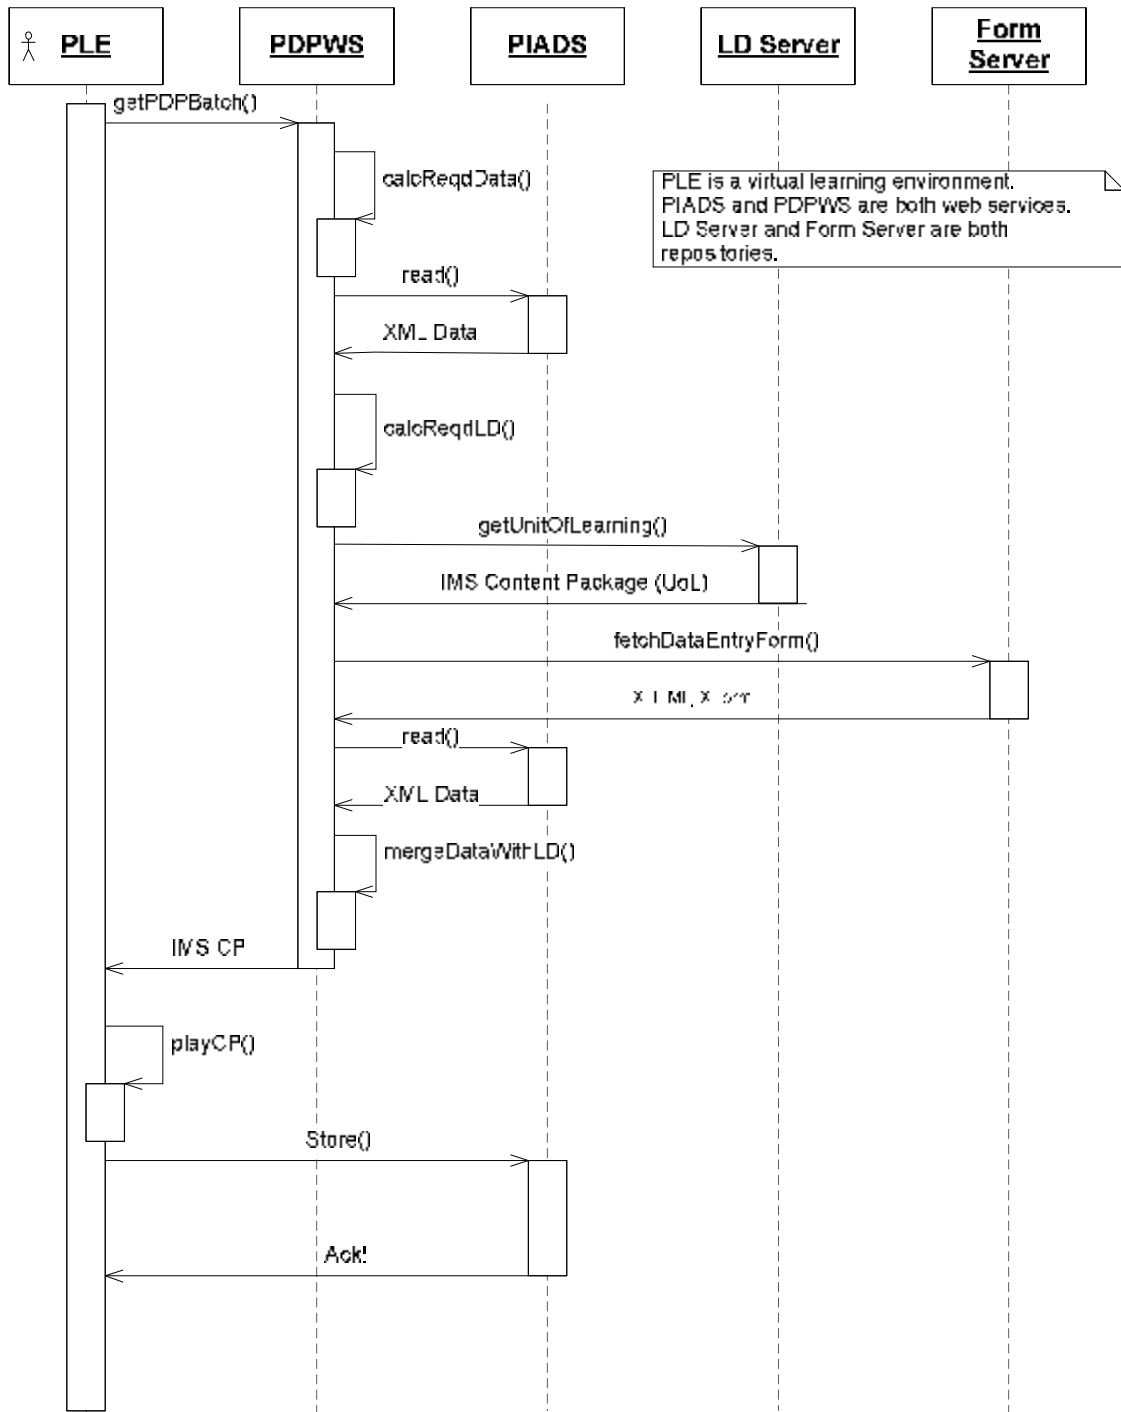 PLE
PDPWS
PIADS
LD Server
Form
Server
getPDPBatch()
calcReqdData()
PLE is a virtual learning environment.
PIADS and PDPWS are both web services.
LD Server and Form Server are both
repositories.
read()
XML Data
calcReqdLD()
getUnitOfLearning()
IMS Content Package (UoL)
fetchDataEntryForm()
read()
XML Data
mergeDataWithLD()
IMS CP
playCP()
Store()
Ack!